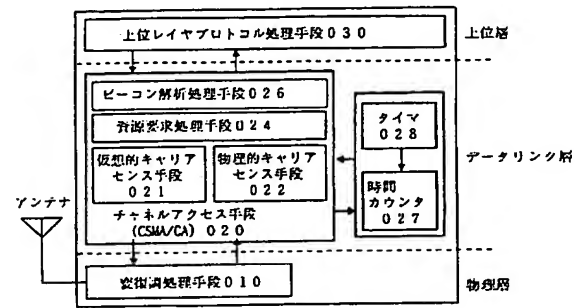 上位レイヤプロトコル処理手段030
上位層
ビーコン解析処理手段026
資源要求処理手段024
仮想的キャリア
センス手段
021
物理的キャリア
センス手段
022
チャネルアクセス手段
(CSMA/CA) 020
タイマ
028
時間
カウンタ
027
データリンク層
アンテナ
変復調処理手段010
物理層